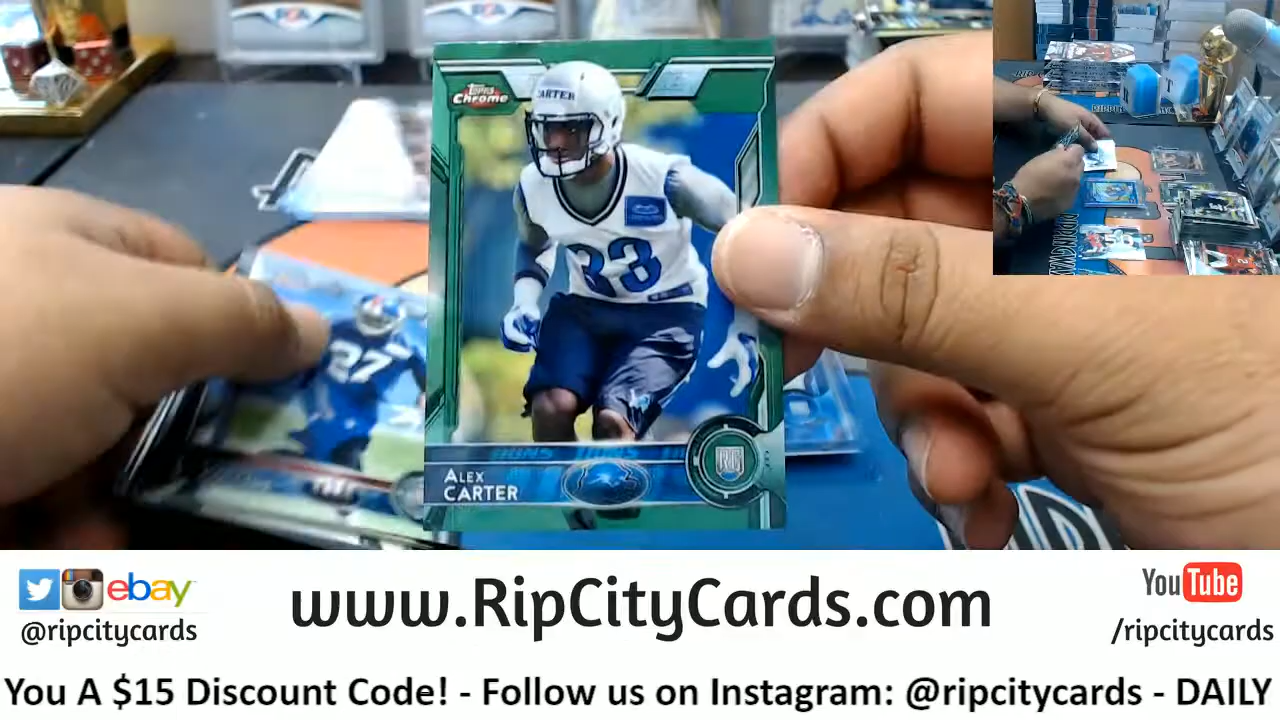 CARTER
TOPPS
Chrome
33
27
ALEX
CARTER
RC
ebay
@ripcitycards
www.RipCityCards.com
YouTube
/ripcitycards
You A $15 Discount Code! - Follow us on Instagram: @ripcitycards - DAILY